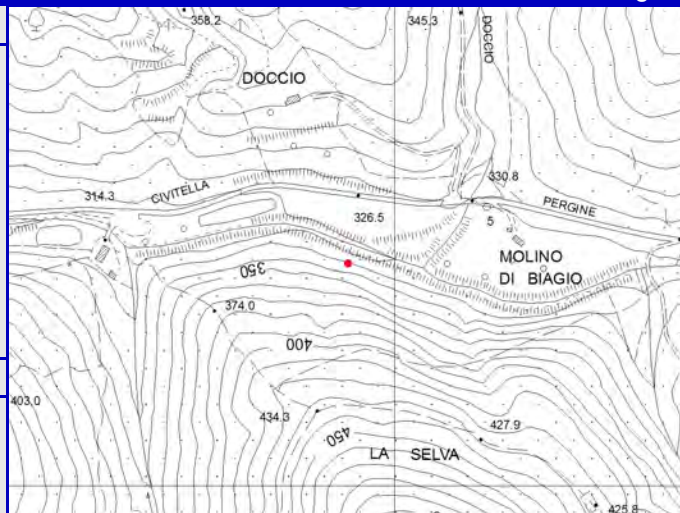 358.2
345.3
DOCCIO
DOCCIO
314.3
CIVITELLA
330.8
PERGINE
326.5
5
MOLINO
DI BIAGIO
350
374.0
400
403.0
434.3
427.9
450
LA SELVA
425.8